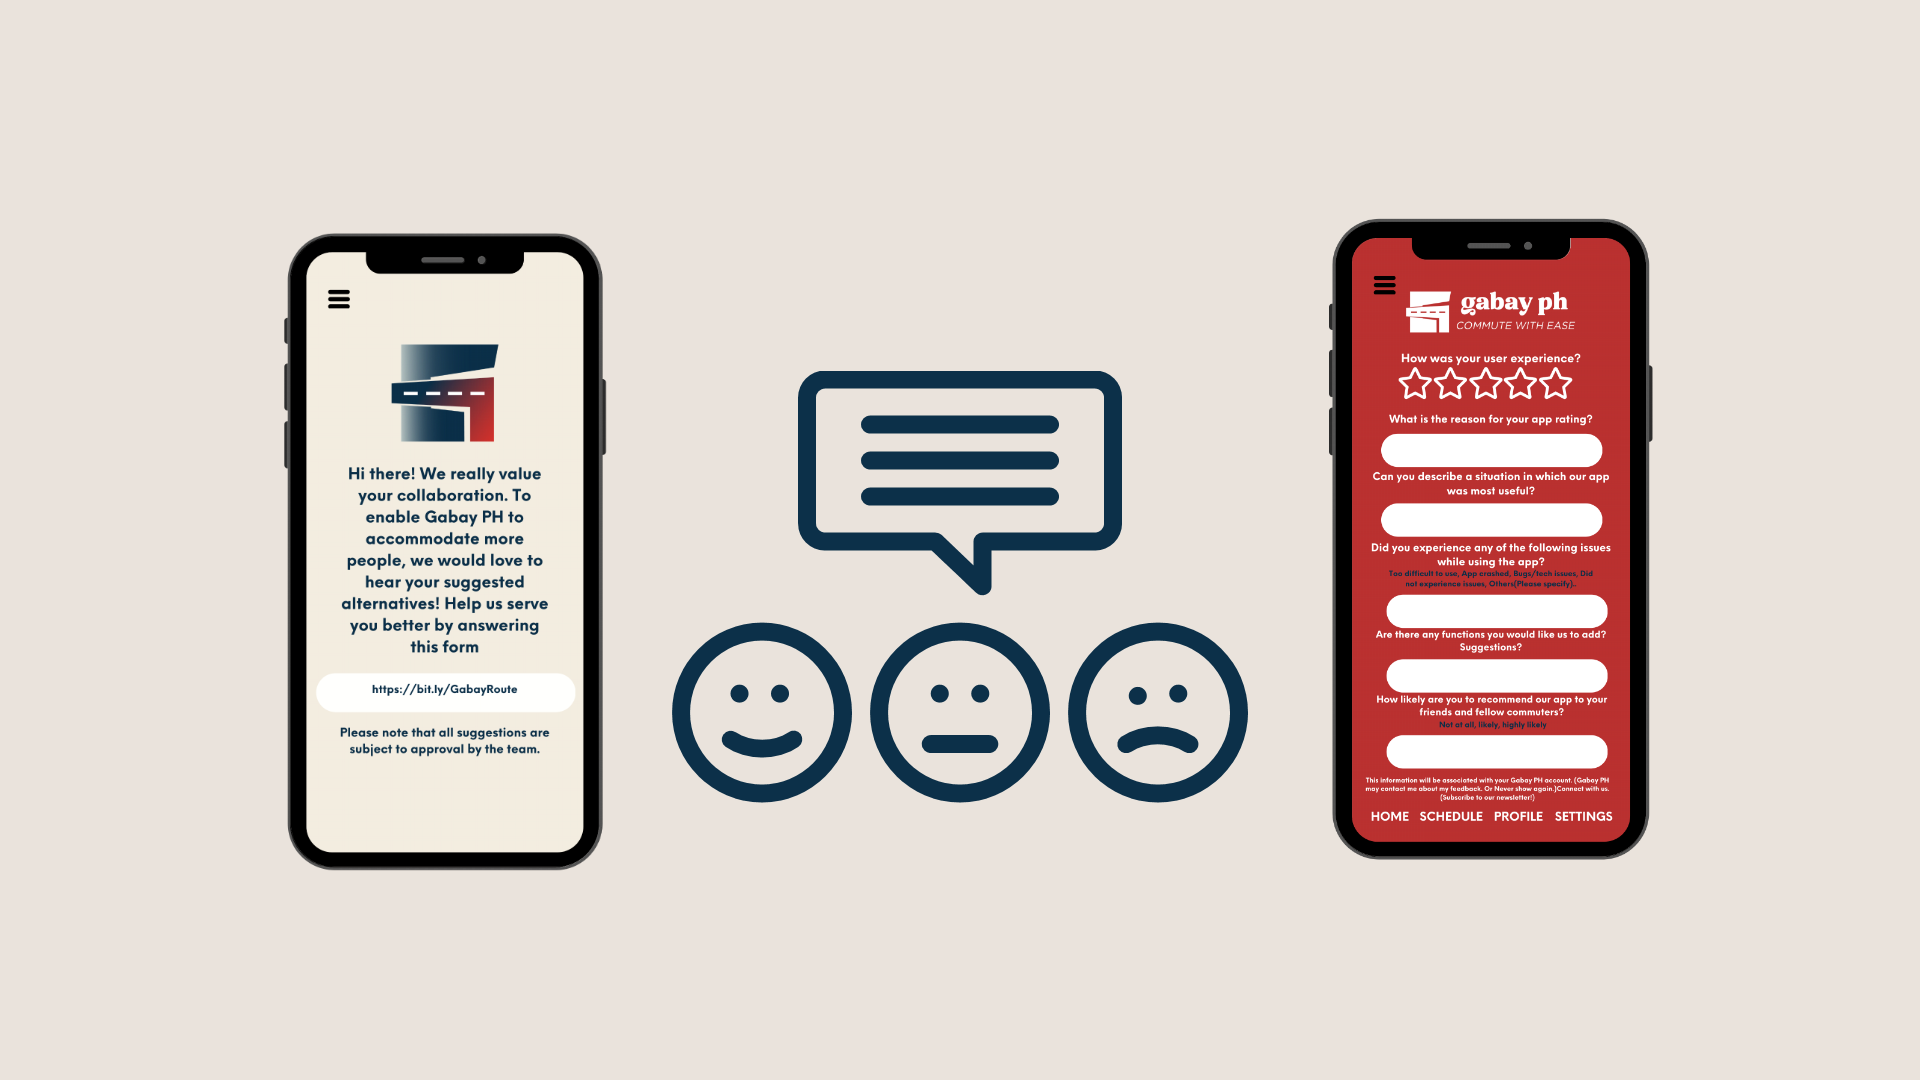 Hi there! We really value
your collaboration. To
enable Gabay PH to
accommodate more
people, we would love to
hear your suggested
alternatives! Help us serve
you better by answering
this form
https://bit.ly/GabayRoute
Please note that all suggestions are
subject to approval by the team.
gabay ph
COMMUTE WITH EASE
How was your user experience?
What is the reason for your app rating?
Can you describe a situation in which our app
was most useful?
Did you experience any of the following issues
while using the app?
Too difficult to use, App crashed, Bugs/tech issues, Did
not experience issues, Others(Please specify)..
Are there any functions you would like us to add?
Suggestions?
How likely are you to recommend our app to your
friends and fellow commuters?
Not at all, likely, highly likely
This information will be associated with your Gabay PH account. (Gabay PH
may contact me about my feedback. Or Never show again.)Connect with us.
(Subscribe to our newsletter!)
HOME SCHEDULE PROFILE SETTINGS